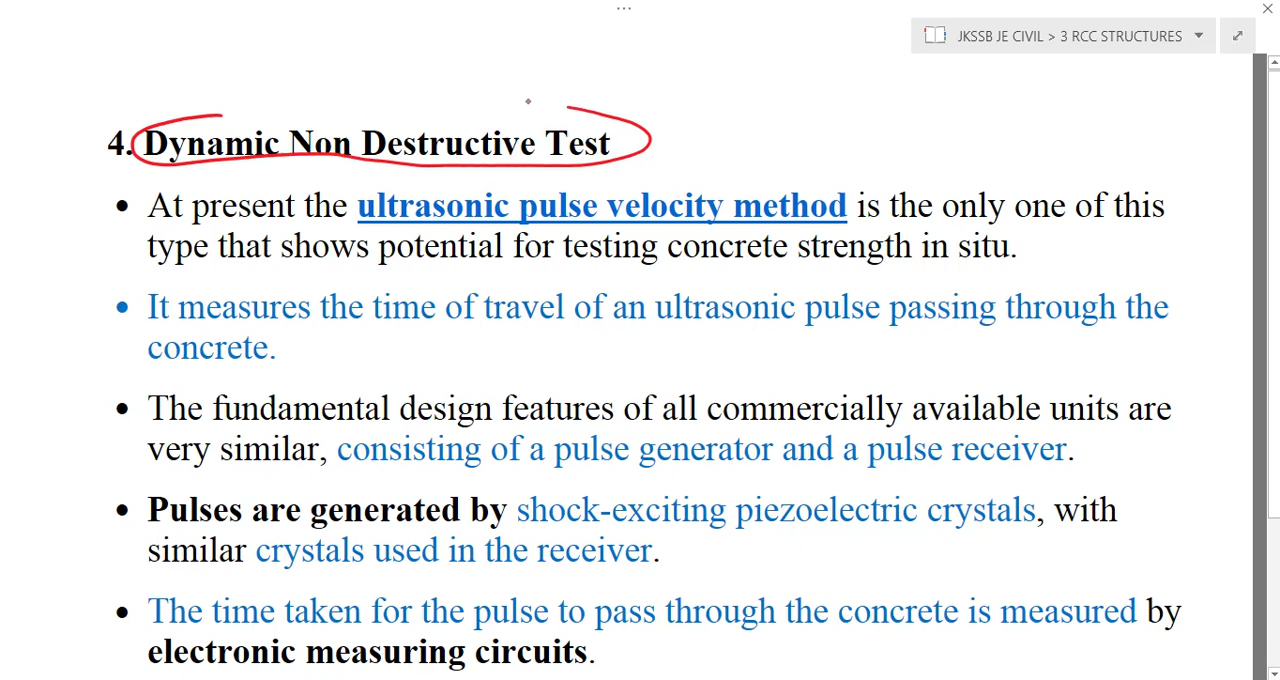 JKSSB JE CIVIL > 3 RCC STRUCTURES
4. Dynamic Non Destructive Test
• At present the ultrasonic pulse velocity method is the only one of this
type that shows potential for testing concrete strength in situ.
• It measures the time of travel of an ultrasonic pulse passing through the
concrete.
• The fundamental design features of all commercially available units are
very similar, consisting of a pulse generator and a pulse receiver.
• Pulses are generated by shock-exciting piezoelectric crystals, with
similar crystals used in the receiver.
• The time taken for the pulse to pass through the concrete is measured by
electronic measuring circuits.